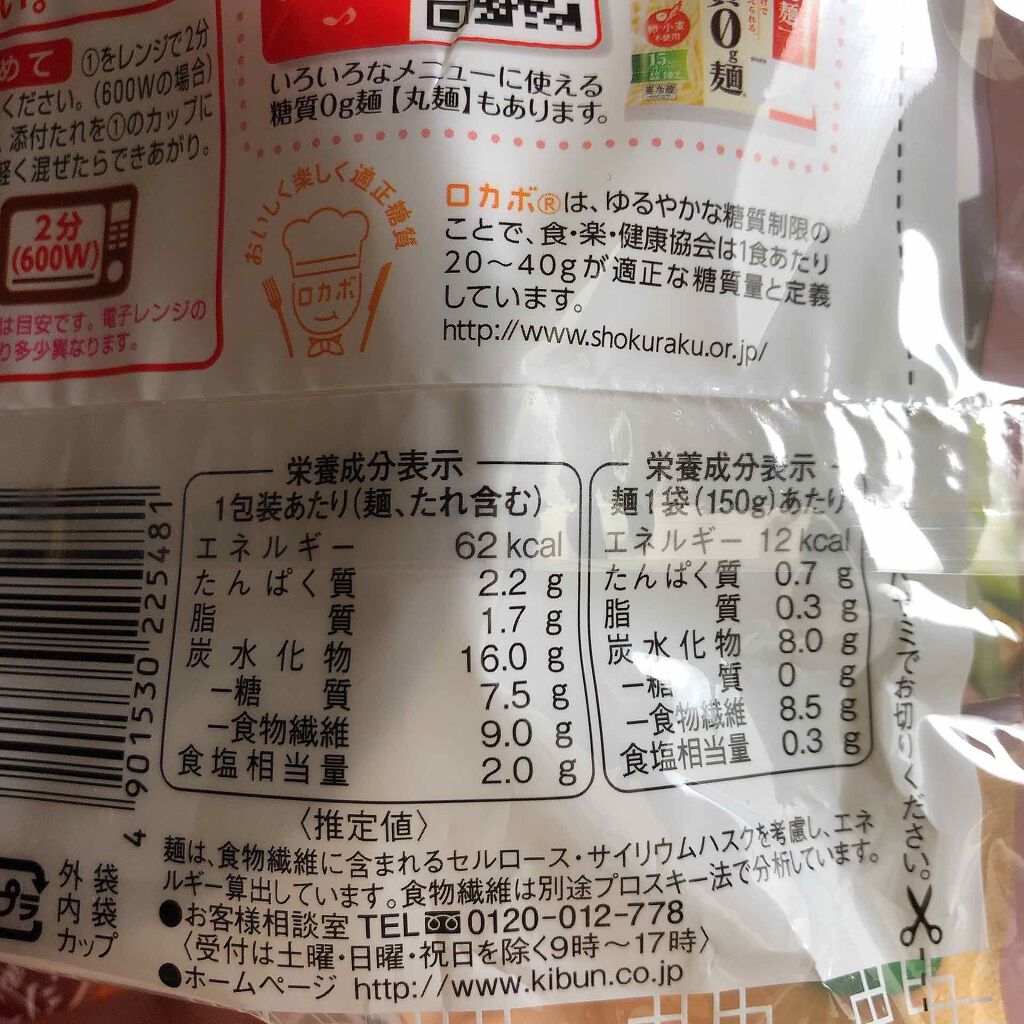 い。
めて ①をレンジで2分
ください。(600Wの場合)
添付たれを①のカップに
軽く混ぜたらできあがり。
2分
(600W)
は目安です。電子レンジの
り多少異なります。
いろいろなメニューに使える
糖質0g麺【丸麺】もあります。
0g麺
おいしく楽しく適正糖質
ロカボ
ロカボ®は、ゆるやかな糖質制限の
ことで、食・楽・健康協会は1食あたり
20～40gが適正な糖質量と定義
しています。
http://www.shokuraku.or.jp/
栄養成分表示
1包装あたり(麺、たれ含む)
エネルギー 62 kcal
たんぱく質 2.2 g
脂質 1.7 g
炭水化物 16.0 g
－糖質 7.5 g
－食物繊維 9.0 g
食塩相当量 2.0 g
栄養成分表示
麺1袋(150g)あたり
エネルギー 12 kcal
たんぱく質 0.7 g
脂質 0.3 g
炭水化物 8.0 g
－糖質 0 g
－食物繊維 8.5 g
食塩相当量 0.3 g
〈推定値〉
麺は、食物繊維に含まれるセルロース・サイリウムハスクを考慮し、エネ
ルギー算出しています。食物繊維は別途プロスキー法で分析しています。
●お客様相談室 TEL 0120-012-778
〈受付は土曜・日曜・祝日を除く9時～17時〉
●ホームページ http://www.kibun.co.jp
4 901530 225481
プラ
外袋
内袋
カップ
ハサミでお切りください。